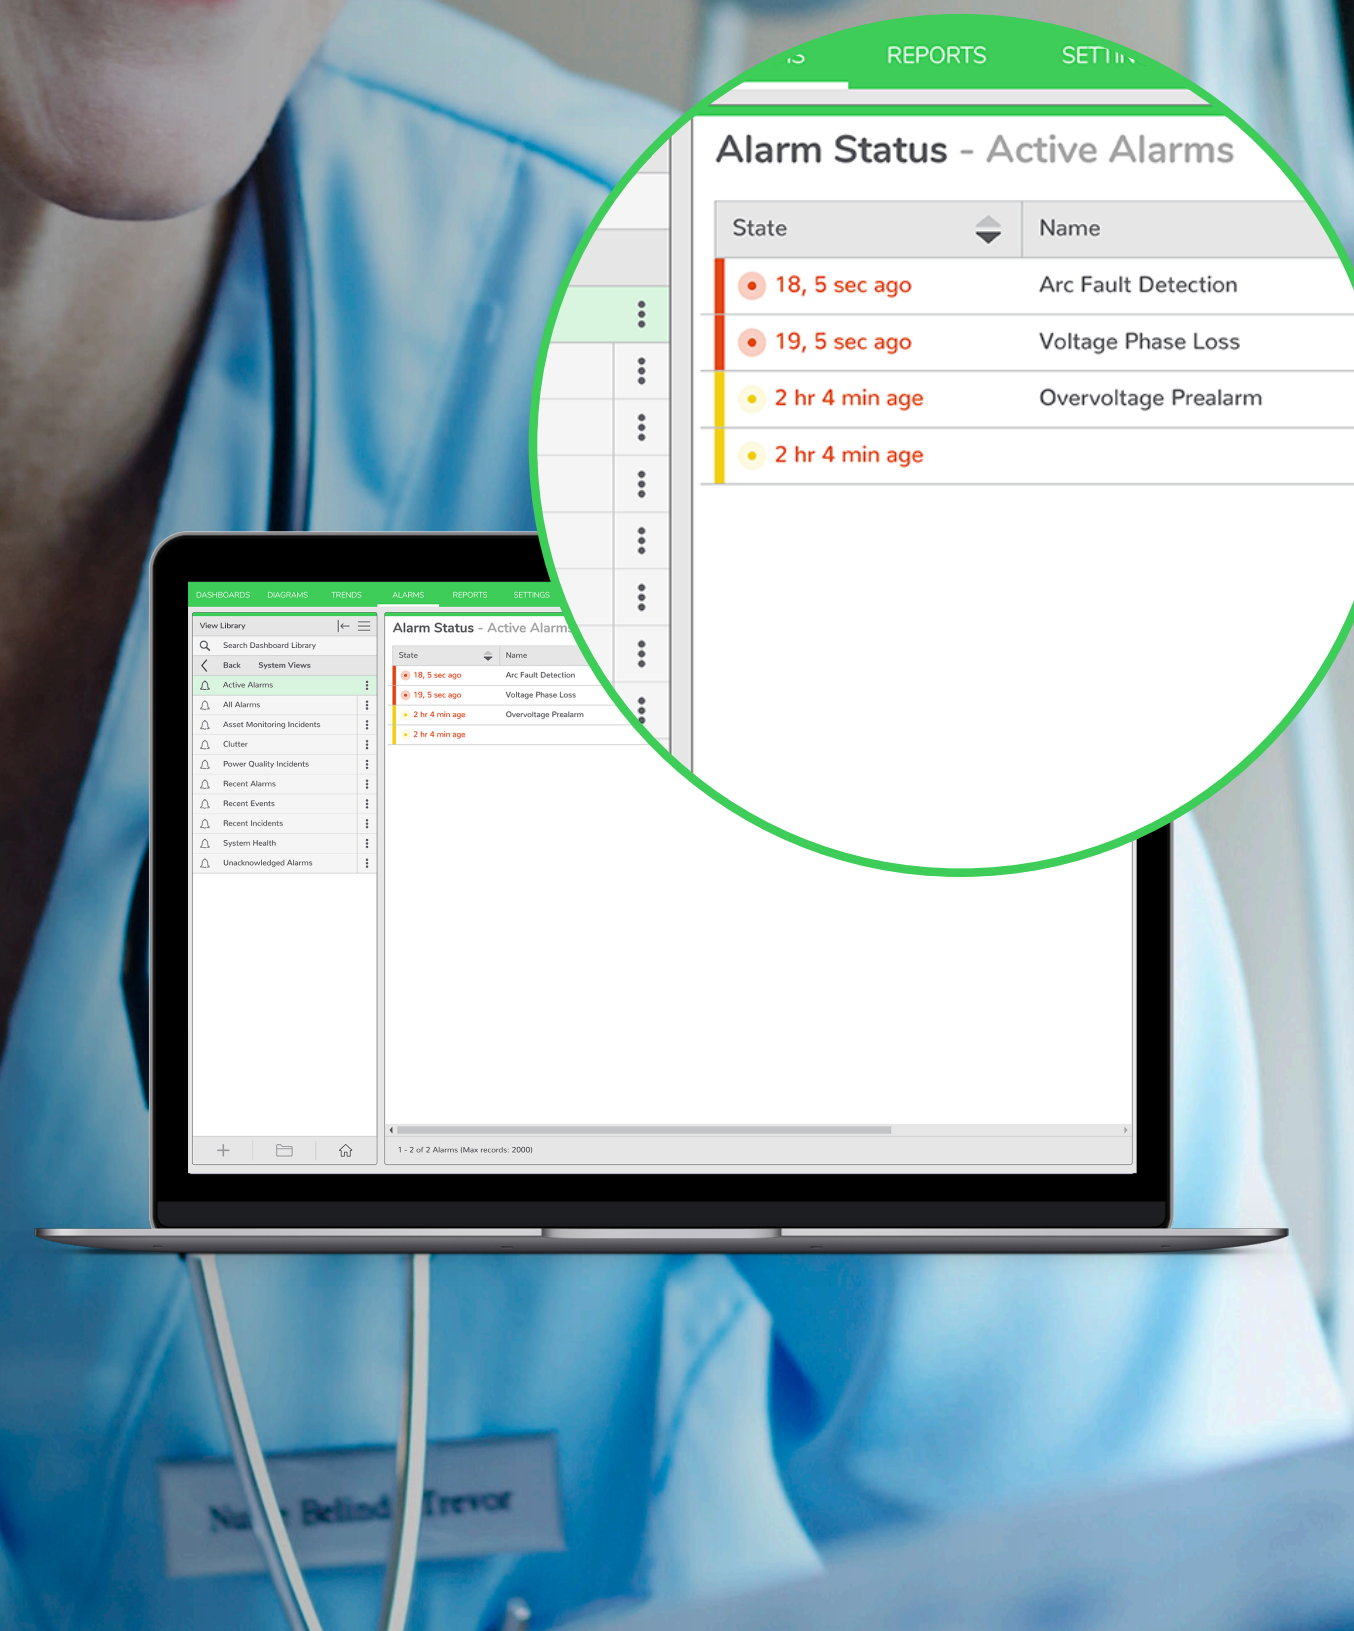 REPORTS
Alarm Status - Active Alarms
State Name
18, 5 sec ago Arc Fault Detection
19, 5 sec ago Voltage Phase Loss
2 hr 4 min age Overvoltage Prealarm
2 hr 4 min age
DASHBOARDS DIAGRAMS TRENDS ALARMS REPORTS SETTINGS
View Library
Search Dashboard Library
Back System Views
Active Alarms
All Alarms
Asset Monitoring Incidents
Clutter
Power Quality Incidents
Recent Alarms
Recent Events
Recent Incidents
System Health
Unacknowledged Alarms
Alarm Status - Active Alarms
State Name
18, 5 sec ago Arc Fault Detection
19, 5 sec ago Voltage Phase Loss
2 hr 4 min age Overvoltage Prealarm
2 hr 4 min age
1 - 2 of 2 Alarms (Max records: 2000)
Trevor